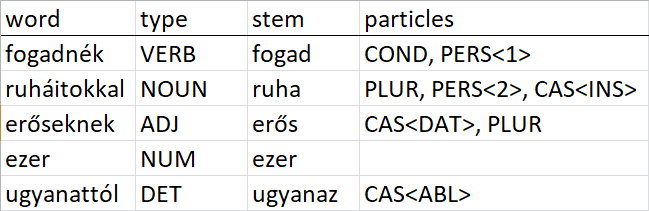 word type stem particles
fogadnék VERB fogad COND, PERS<1>
ruháitokkal NOUN ruha PLUR, PERS<2>, CAS<INS>
erőseknek ADJ erős CAS<DAT>, PLUR
ezer NUM ezer
ugyanattól DET ugyanaz CAS<ABL>